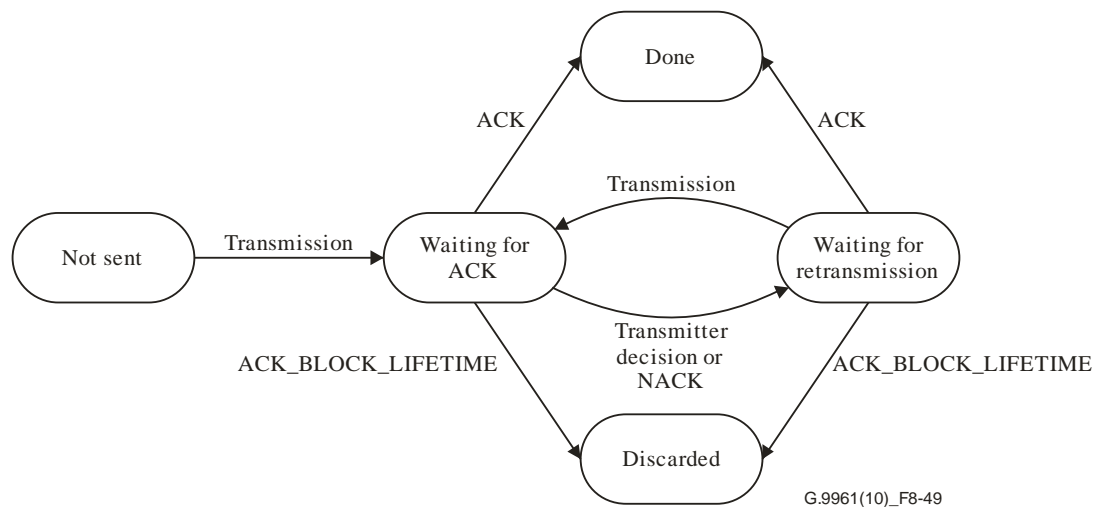 Done
ACK
ACK
Transmission
Not sent
Transmission
Waiting for
ACK
Waiting for
retransmission
Transmitter
decision or
NACK
ACK_BLOCK_LIFETIME
ACK_BLOCK_LIFETIME
Discarded
G.9961(10)_F8-49